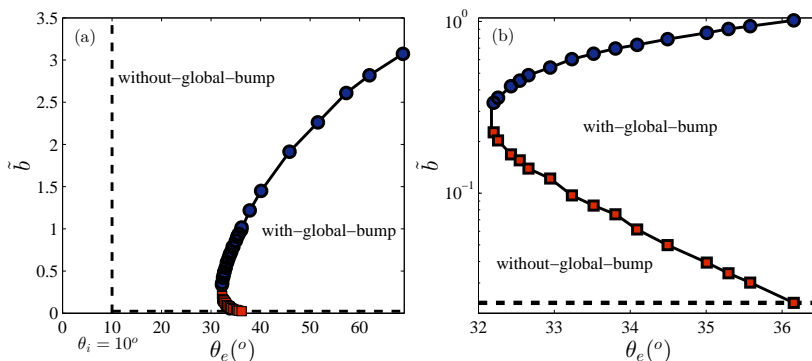 (a)
without-global-bump
with-global-bump
b̃
3.5
3
2.5
2
1.5
1
0.5
0
0 10 20 30 40 50 60
θi = 10o
θe(o)
(b)
with-global-bump
without-global-bump
b̃
10^0
10^-1
32 33 34 35 36
θe(o)